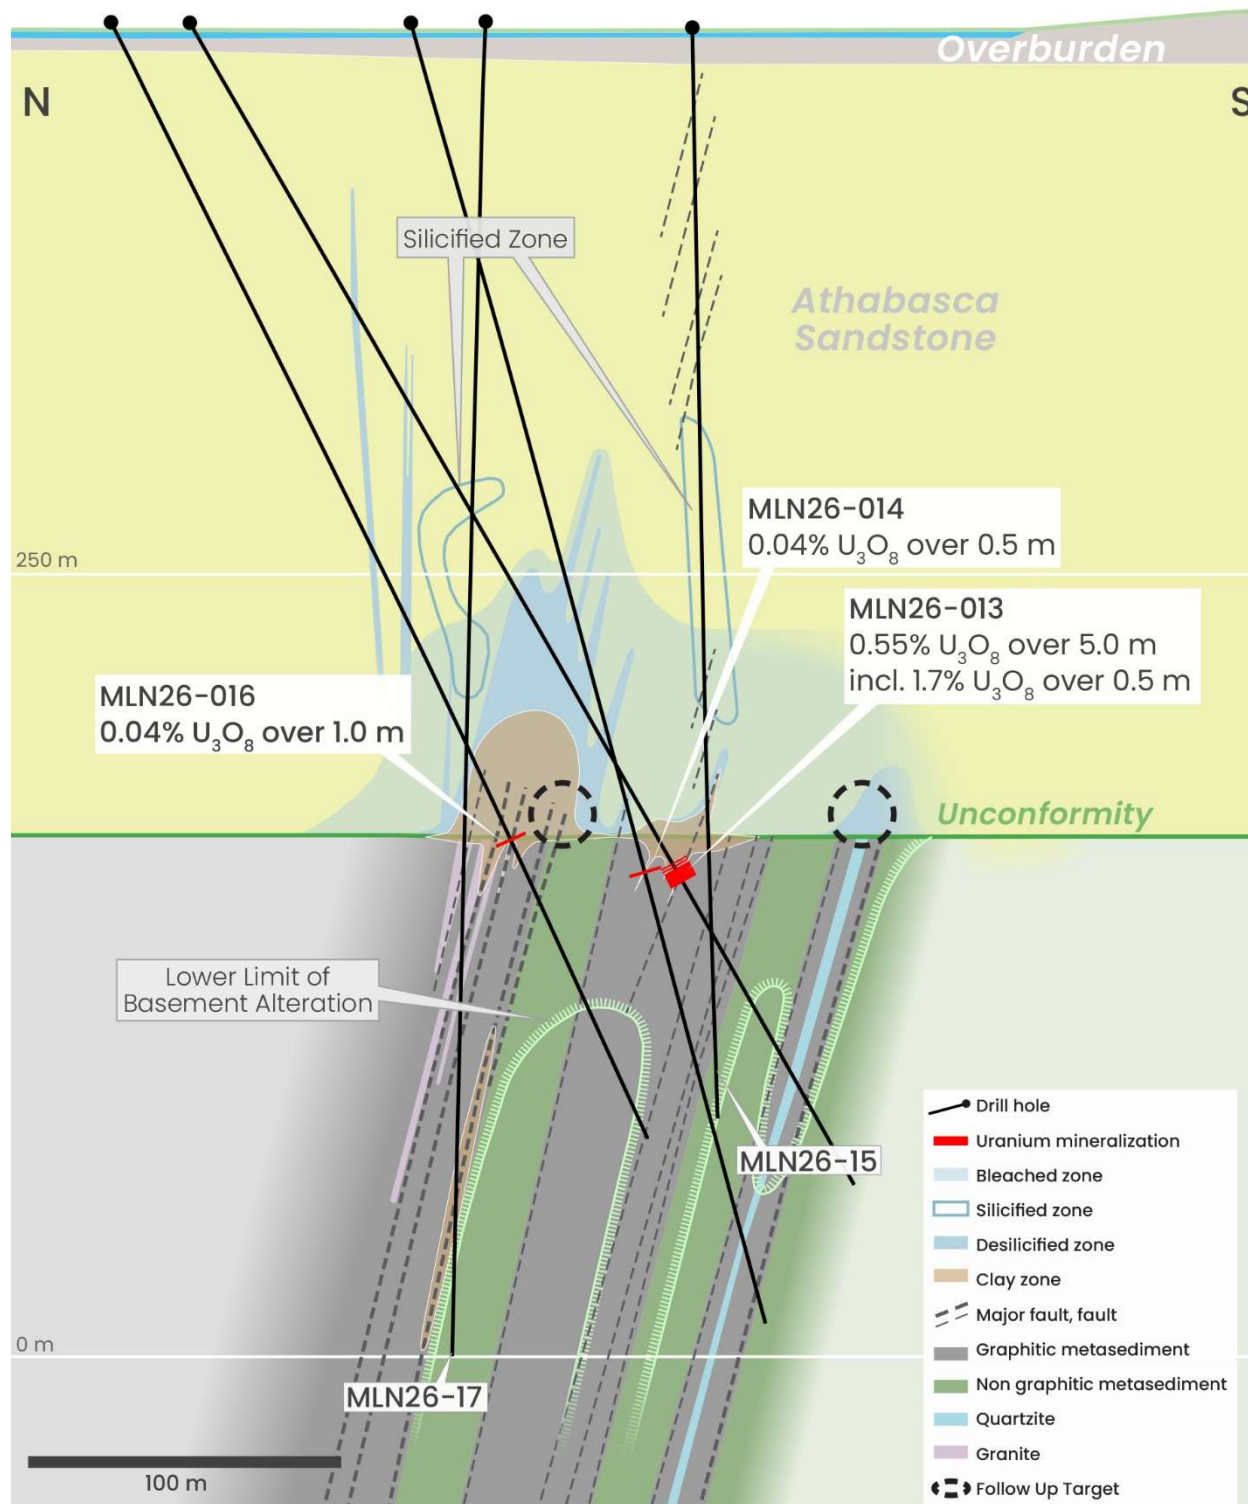 Overburden
N
S
Silicified Zone
Athabasca
Sandstone
MLN26-014
0.04% U₃O₈ over 0.5 m
250 m
MLN26-013
0.55% U₃O₈ over 5.0 m
incl. 1.7% U₃O₈ over 0.5 m
MLN26-016
0.04% U₃O₈ over 1.0 m
Unconformity
Lower Limit of
Basement Alteration
MLN26-15
0 m
MLN26-17
100 m
Drill hole
Uranium mineralization
Bleached zone
Silicified zone
Desilicified zone
Clay zone
Major fault, fault
Graphitic metasediment
Non graphitic metasediment
Quartzite
Granite
Follow Up Target